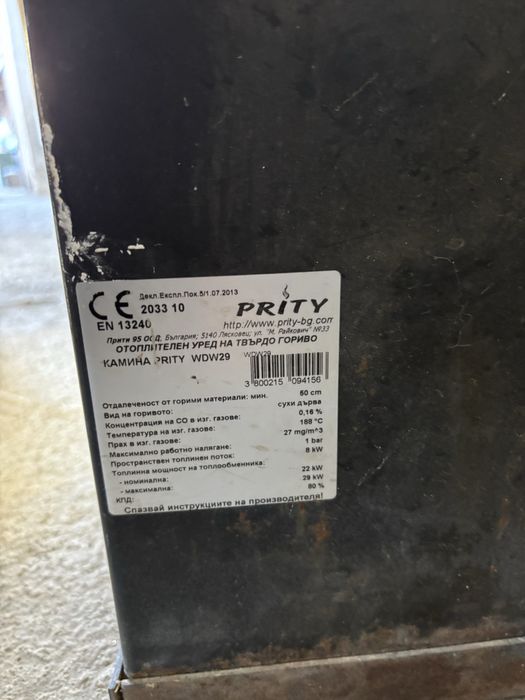 CE Декл.Експл.Пок.5/1.07.2013
2033 10
EN 13240
PRITY
http://www.prity-bg.com
Прити 95 ООД, България; 5140 Лясковец; ул. "М. Райкович" №33
ОТОПЛИТЕЛЕН УРЕД НА ТВЪРДО ГОРИВО
КАМИНА PRITY WDW29
WDW29
3 800215 094156
Отдалеченост от горими материали: мин. 50 cm
Вид на горивото: сухи дърва
Концентрация на СО в изг. газове: 0,16 %
Температура на изг. газове: 188 °C
Прах в изг. газове: 27 mg/m^3
Максимално работно налягане: 1 bar
Пространствен топлинен поток: 8 kW
Топлинна мощност на топлообменника:
- номинална: 22 kW
- максимална: 29 kW
КПД: 80 %
Спазвай инструкциите на производителя!